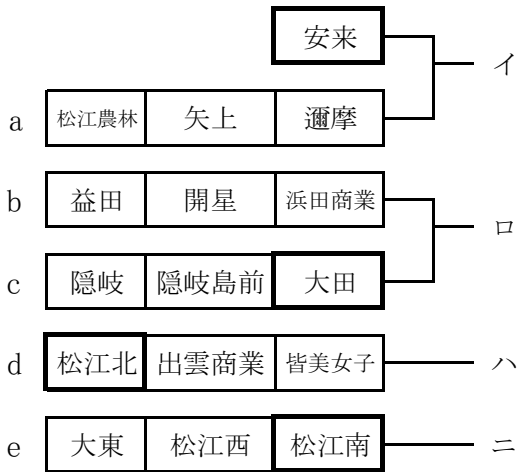 安来
イ
a 松江農林 矢上 邇摩
b 益田 開星 浜田商業
ロ
c 隠岐 隠岐島前 大田
d 松江北 出雲商業 皆美女子 ハ
e 大東 松江西 松江南 ニ